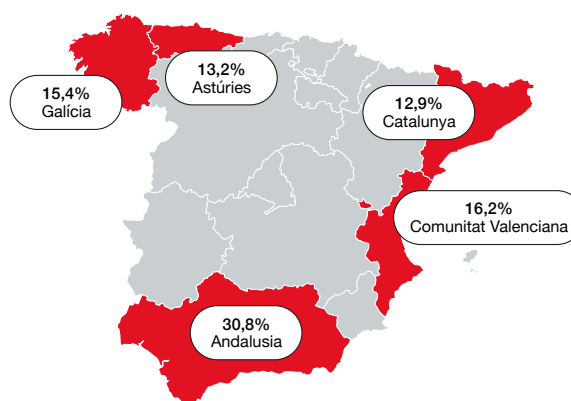 13,2%
Astúries
15,4%
Galícia
12,9%
Catalunya
16,2%
Comunitat Valenciana
30,8%
Andalusia